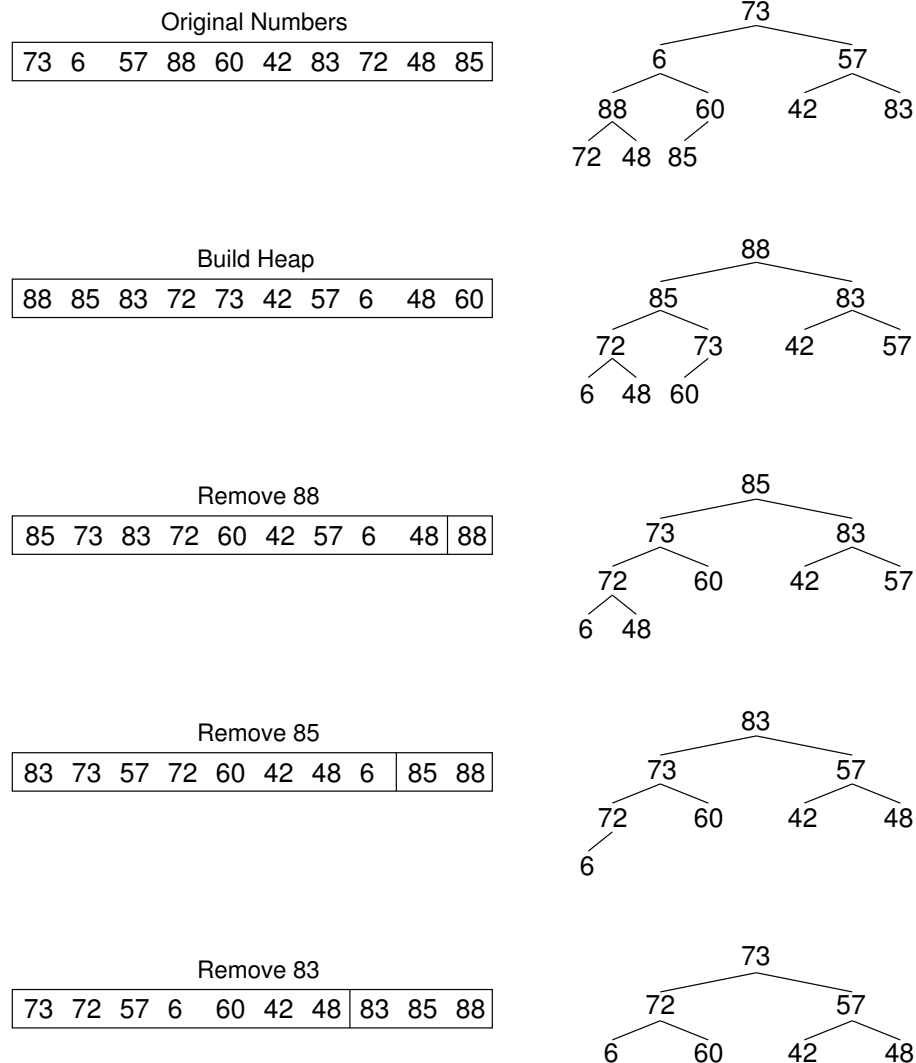 Original Numbers
73 6 57 88 60 42 83 72 48 85
73
6 57
88 60 42 83
72 48 85
Build Heap
88 85 83 72 73 42 57 6 48 60
88
85 83
72 73 42 57
6 48 60
Remove 88
85 73 83 72 60 42 57 6 48 88
85
73 83
72 60 42 57
6 48
Remove 85
83 73 57 72 60 42 48 6 85 88
83
73 57
72 60 42 48
6
Remove 83
73 72 57 6 60 42 48 83 85 88
73
72 57
6 60 42 48